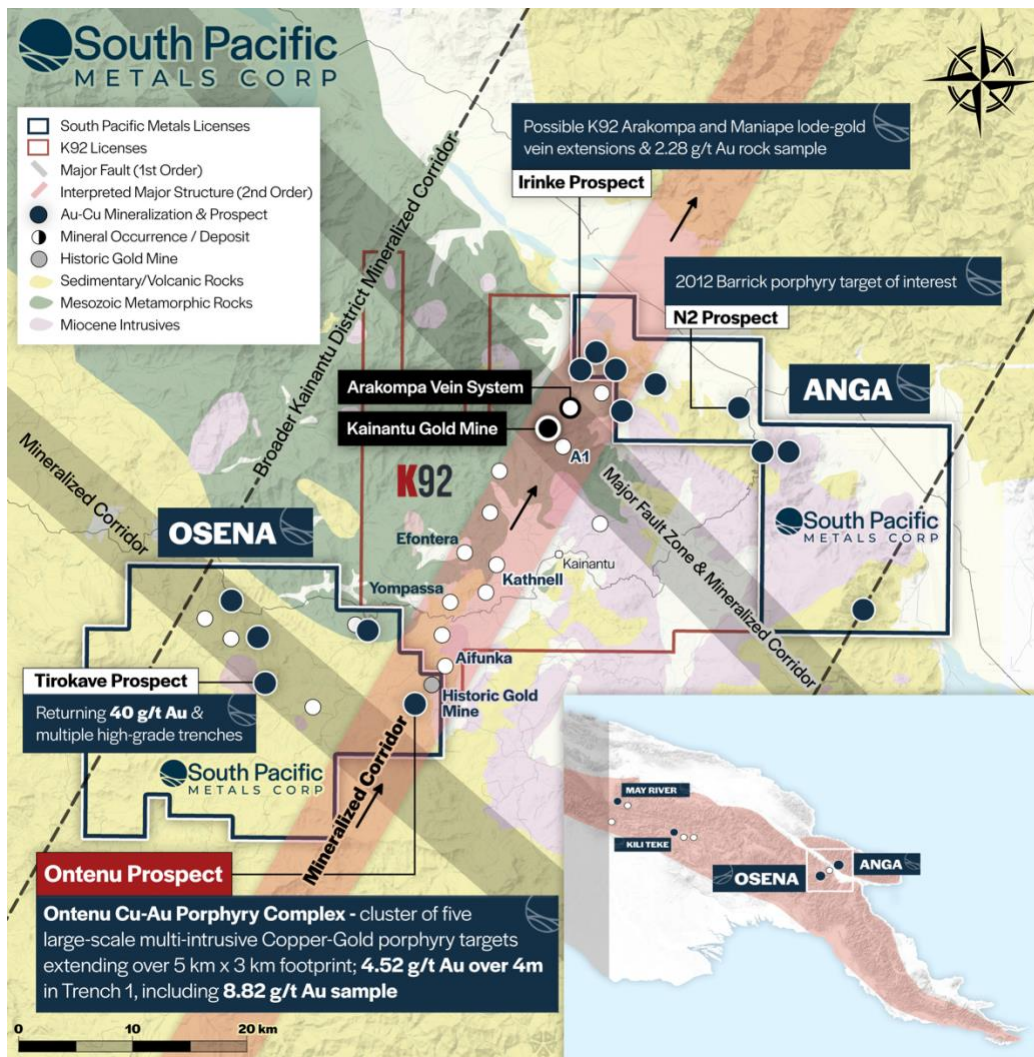 South Pacific
METALS CORP
South Pacific Metals Licenses
K92 Licenses
Major Fault (1st Order)
Interpreted Major Structure (2nd Order)
Au-Cu Mineralization & Prospect
Mineral Occurrence / Deposit
Historic Gold Mine
Sedimentary/Volcanic Rocks
Mesozoic Metamorphic Rocks
Miocene Intrusives
Possible K92 Arakompa and Maniape lode-gold
vein extensions & 2.28 g/t Au rock sample
Irinke Prospect
2012 Barrick porphyry target of interest
N2 Prospect
Broader Kainantu District Mineralized Corridor
Mineralized Corridor
Arakompa Vein System
Kainantu Gold Mine
ANGA
A1
K92
Major Fault Zone & Mineralized Corridor
South Pacific
METALS CORP
OSENA
Efontera
Kainantu
Kathnell
Yompassa
Aifunka
Historic Gold
Mine
Tirokave Prospect
Returning 40 g/t Au &
multiple high-grade trenches
South Pacific
METALS CORP
Mineralized Corridor
Ontenu Prospect
Ontenu Cu-Au Porphyry Complex - cluster of five
large-scale multi-intrusive Copper-Gold porphyry targets
extending over 5 km x 3 km footprint; 4.52 g/t Au over 4m
in Trench 1, including 8.82 g/t Au sample
0 10 20 km
MAY RIVER
KILI TEKE
OSENA
ANGA